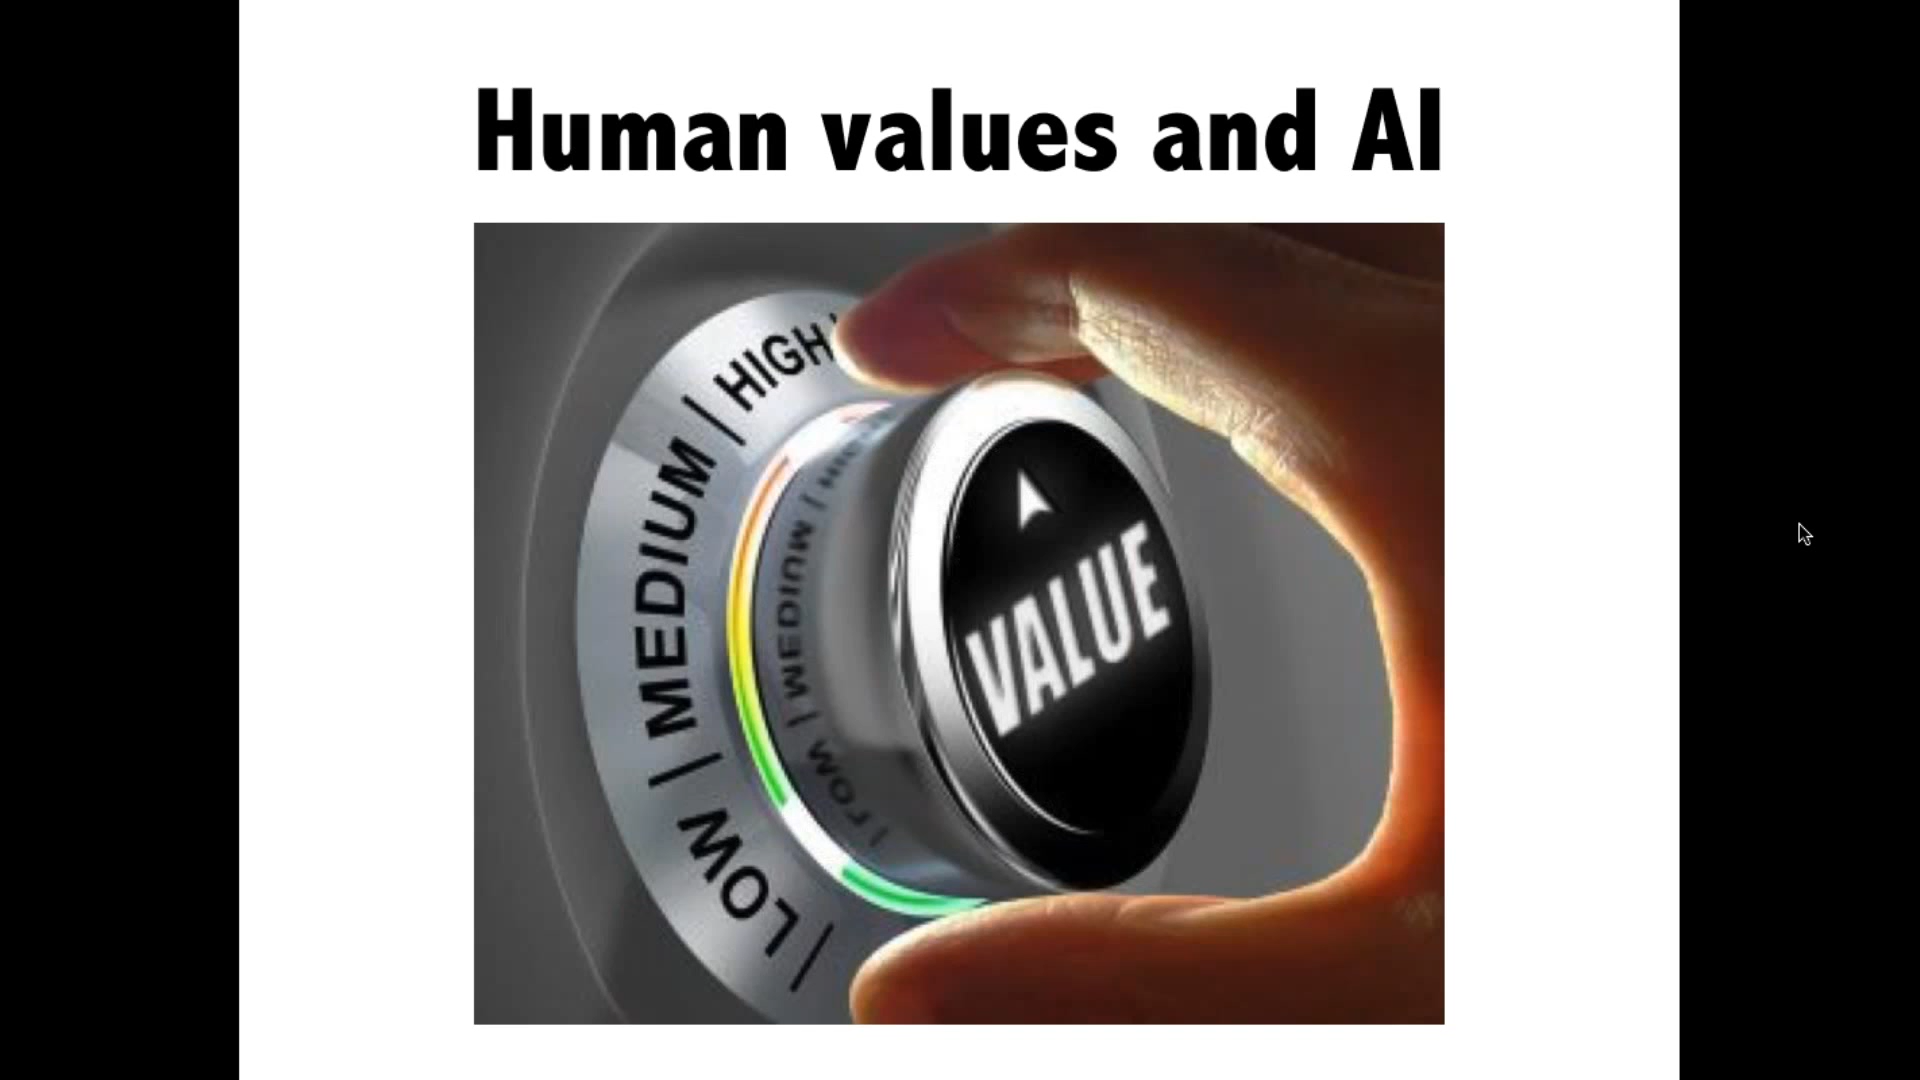 Human values and AI
| LOW | MEDIUM | HIGH
| LOW | MEDIUM |
VALUE